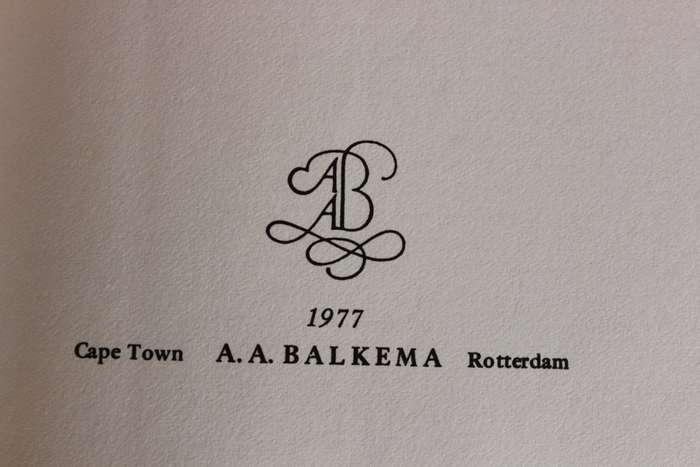 AAB
1977
Cape Town A. A. BALKEMA Rotterdam